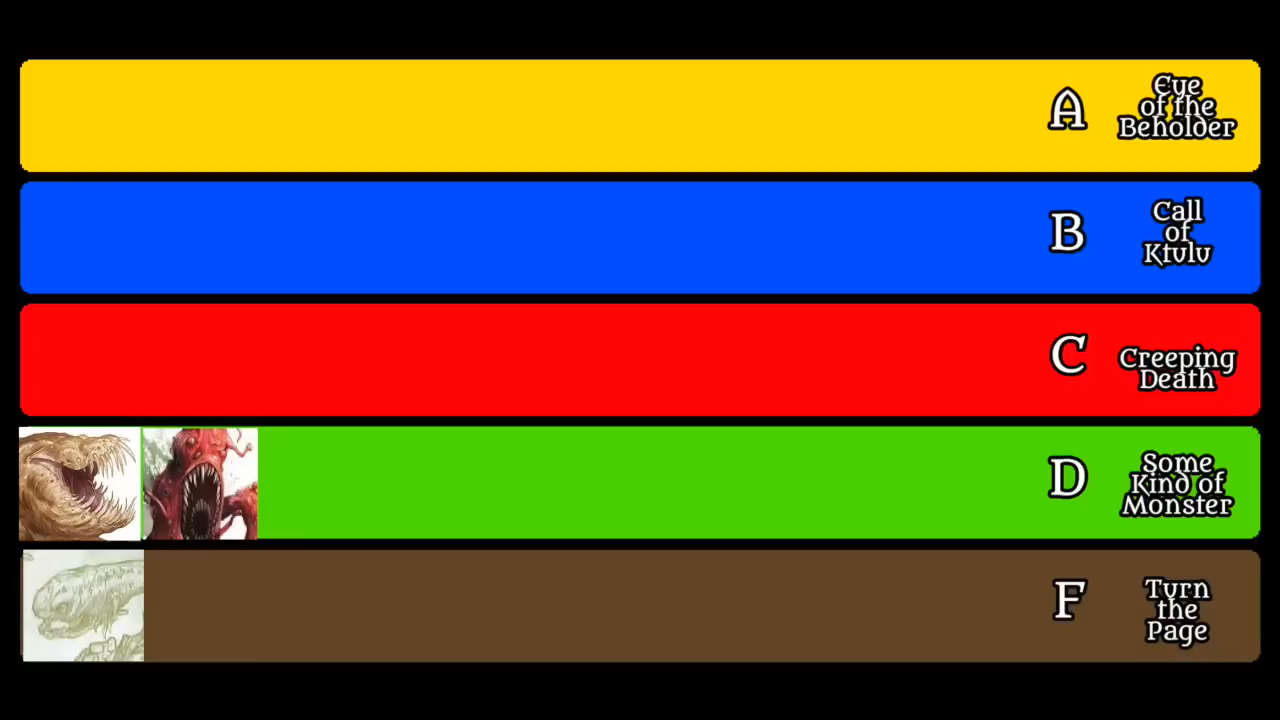 A
Eye
of the
Beholder
B
Call
of
Ktulu
C
Creeping
Death
D
Some
Kind of
Monster
F
Turn
the
Page